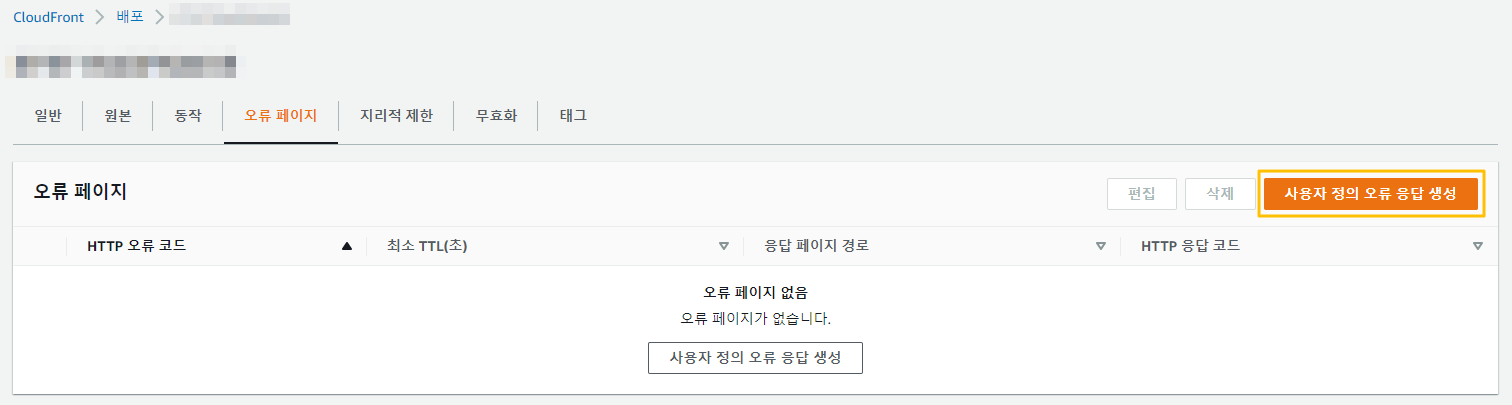 CloudFront 배포
일반 원본 동작 오류 페이지 지리적 제한 무효화 태그
오류 페이지 편집 삭제 사용자 정의 오류 응답 생성
HTTP 오류 코드 최소 TTL(초) 응답 페이지 경로 HTTP 응답 코드
오류 페이지 없음
오류 페이지가 없습니다.
사용자 정의 오류 응답 생성